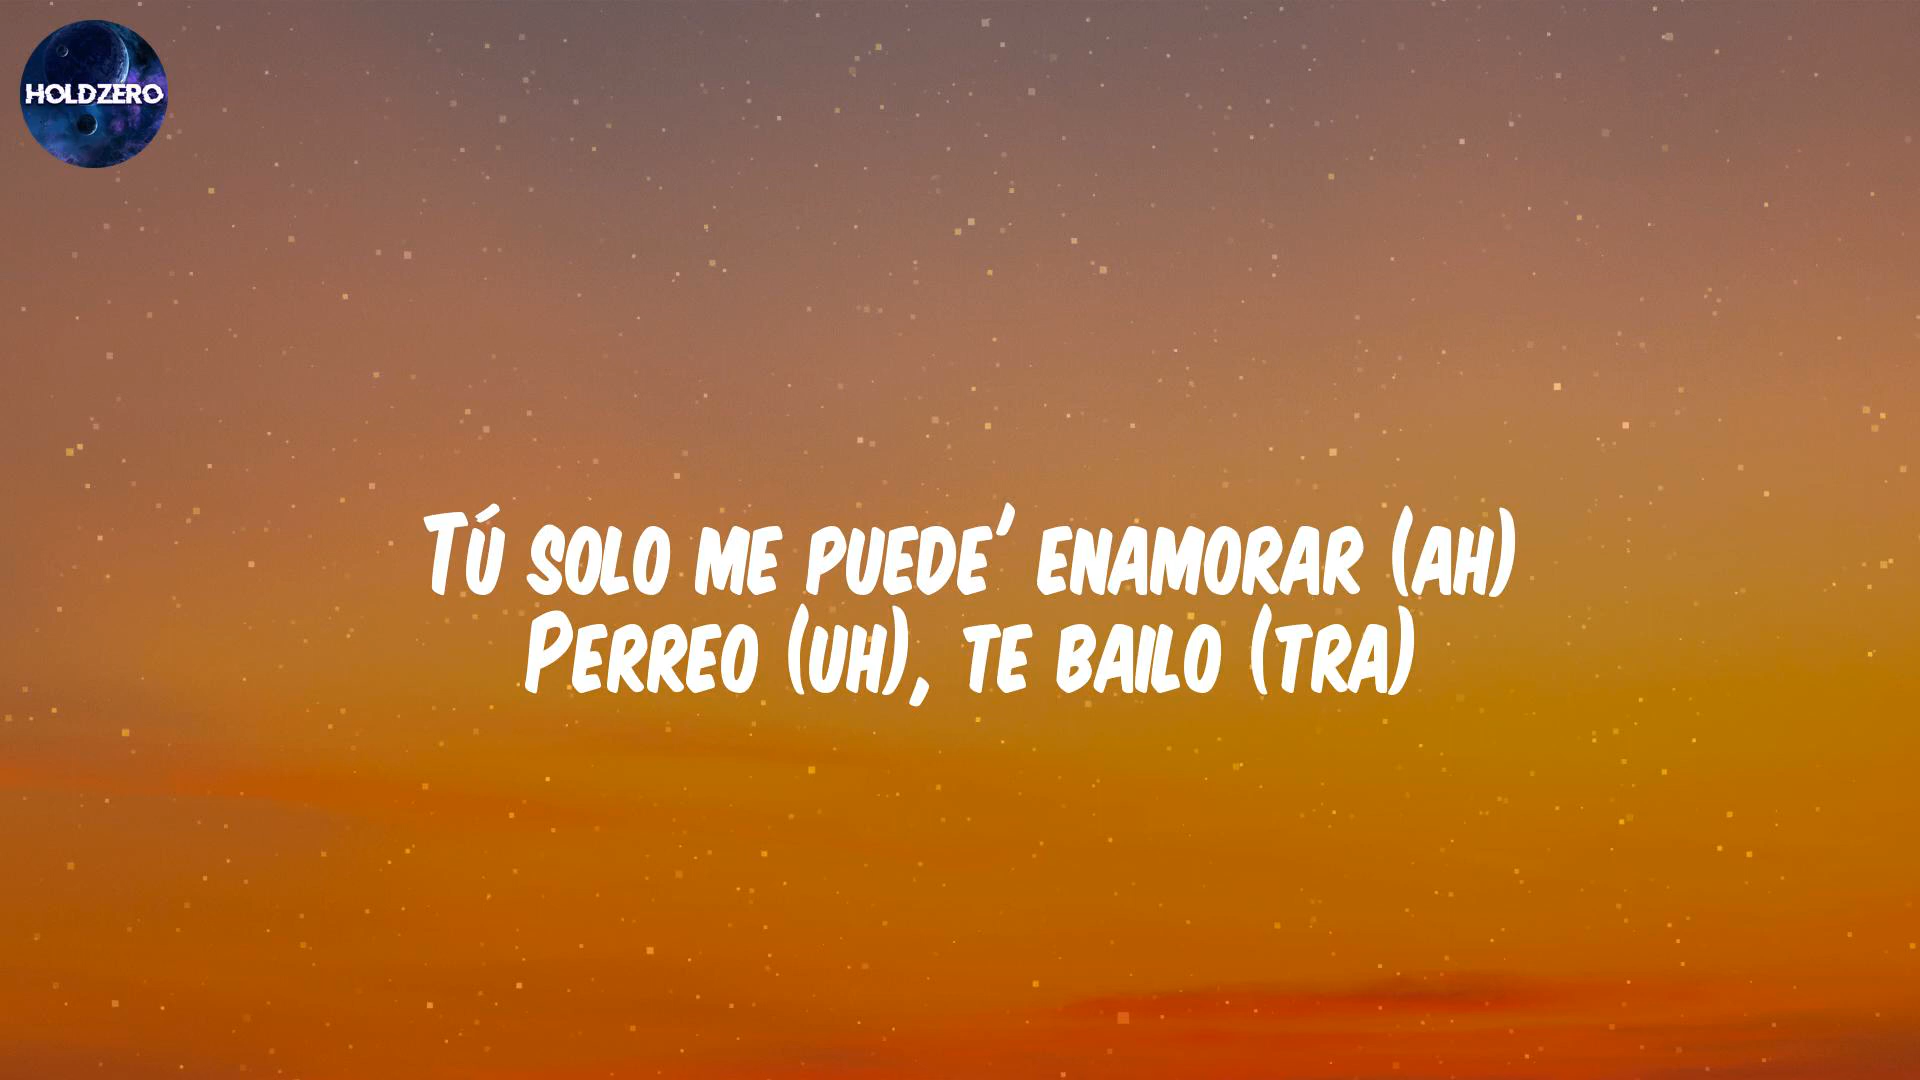 HOLDZERO
Tú solo me puede' enamorar (ah)
Perreo (uh), te bailo (tra)